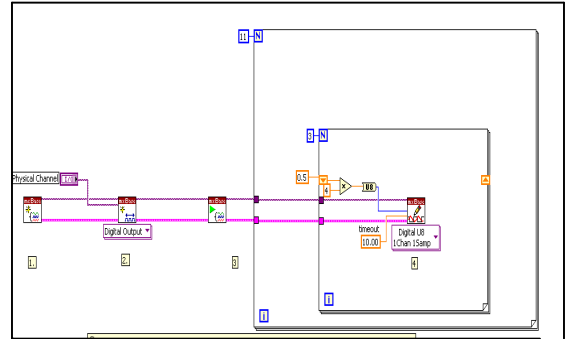 11 N
3 N
0.5
4
x
U8
Physical Channel I/O
timeout
10.00
Digital Output
Digital U8
1Chan 1Samp
1.
2.
3
4
i
i